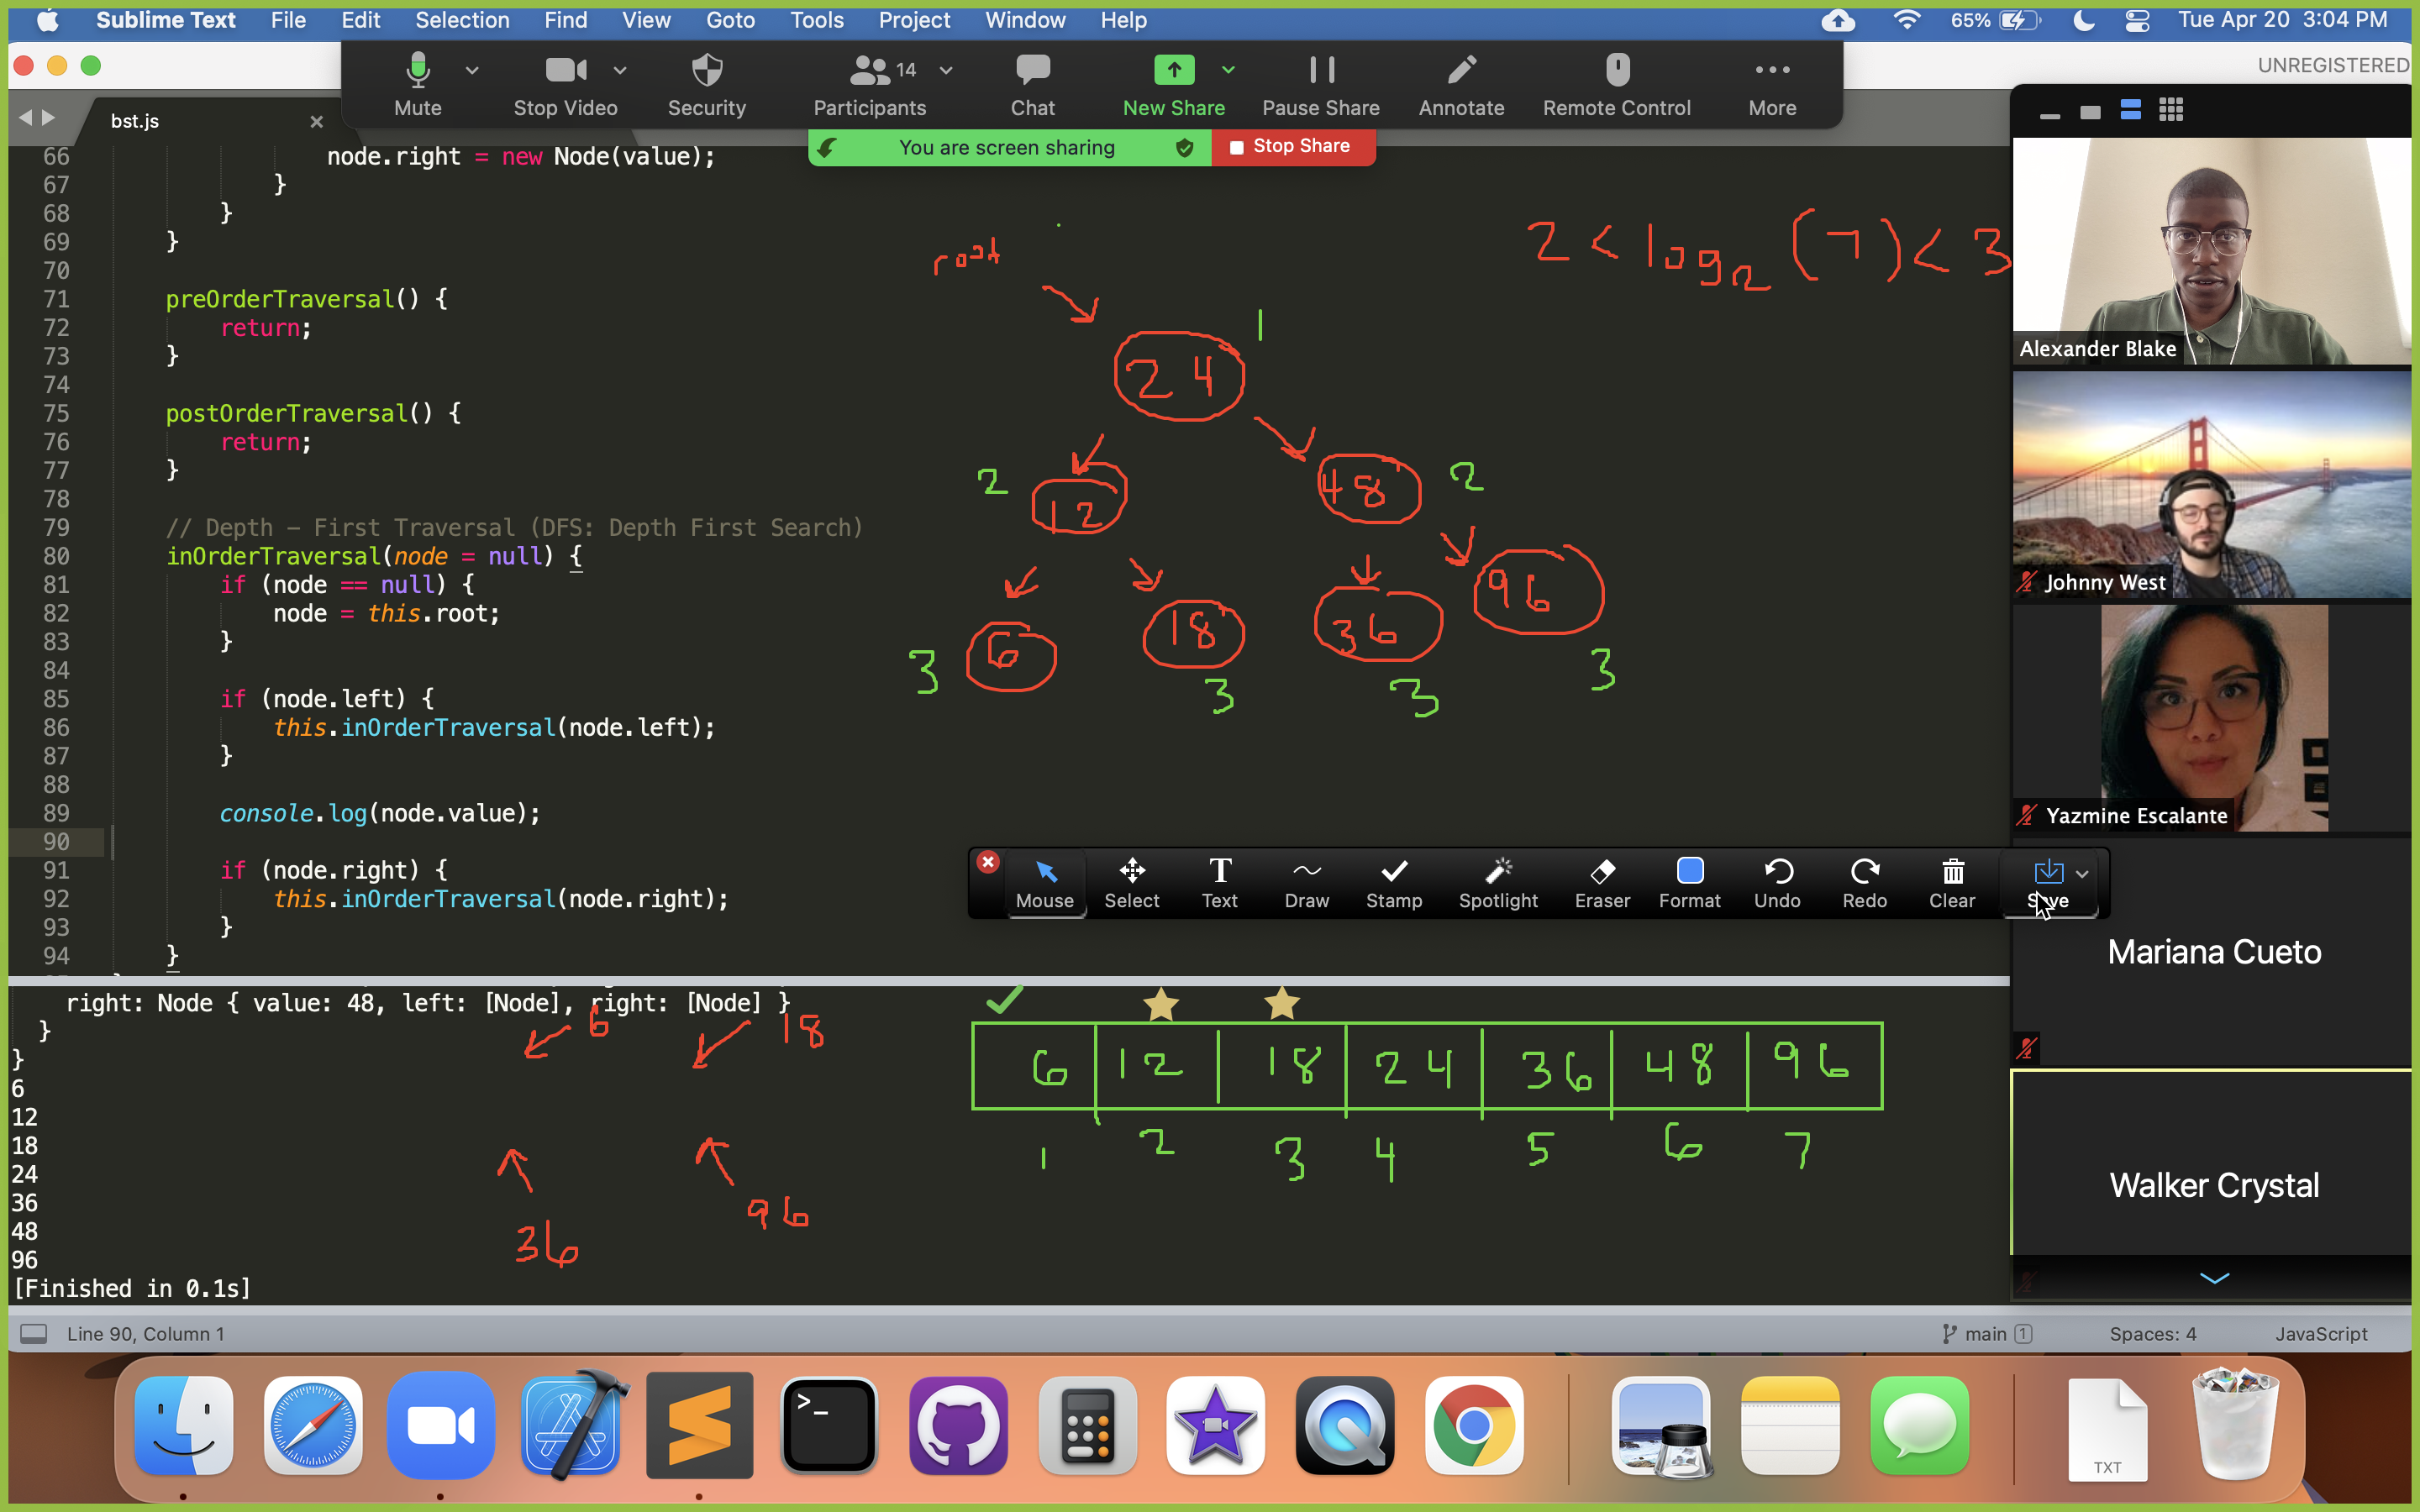 Sublime Text File Edit Selection Find View Goto Tools Project Window Help 65% Tue Apr 20 3:04 PM
UNREGISTERED
Mute Stop Video Security Participants 14 Chat New Share Pause Share Annotate Remote Control More
You are screen sharing Stop Share
bst.js
66 node.right = new Node(value);
67 }
68 }
69 }
70
71 preOrderTraversal() {
72 return;
73 }
74
75 postOrderTraversal() {
76 return;
77 }
78
79 // Depth – First Traversal (DFS: Depth First Search)
80 inOrderTraversal(node = null) {
81 if (node == null) {
82 node = this.root;
83 }
84
85 if (node.left) {
86 this.inOrderTraversal(node.left);
87 }
88
89 console.log(node.value);
90
91 if (node.right) {
92 this.inOrderTraversal(node.right);
93 }
94 }
root
2 < log2 (7) < 3
24 1
2 12 48 2
3 6 18 3 36 3 96 3
Alexander Blake
Johnny West
Yazmine Escalante
Mariana Cueto
Walker Crystal
Mouse Select Text Draw Stamp Spotlight Eraser Format Undo Redo Clear Save
right: Node { value: 48, left: [Node], right: [Node] }
}
}
6
12
18
24
36
48
96
[Finished in 0.1s]
6 18
36 96
6 12 18 24 36 48 96
1 2 3 4 5 6 7
Line 90, Column 1 main 1 Spaces: 4 JavaScript
>_
TXT